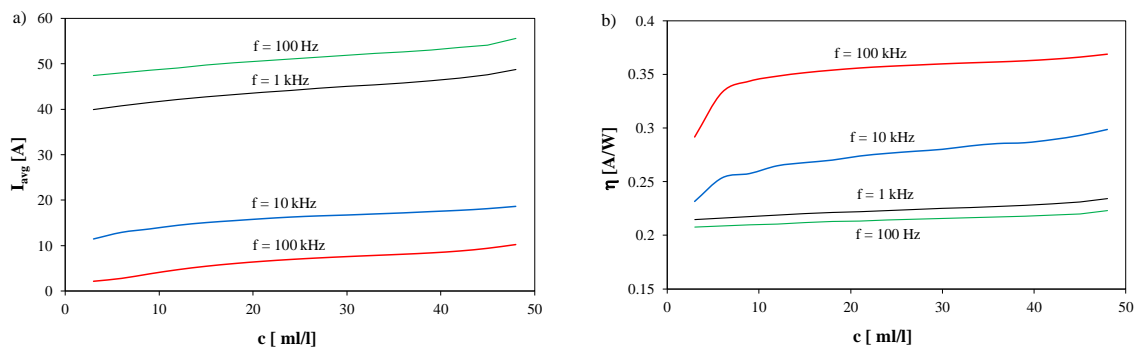 a)
60
50
40
30
20
10
0
I_avg [A]
f = 100 Hz
f = 1 kHz
f = 10 kHz
f = 100 kHz
0 10 20 30 40 50
c [ ml/l]
b)
0.4
0.35
0.3
0.25
0.2
0.15
η [A/W]
f = 100 kHz
f = 10 kHz
f = 1 kHz
f = 100 Hz
0 10 20 30 40 50
c [ ml/l]